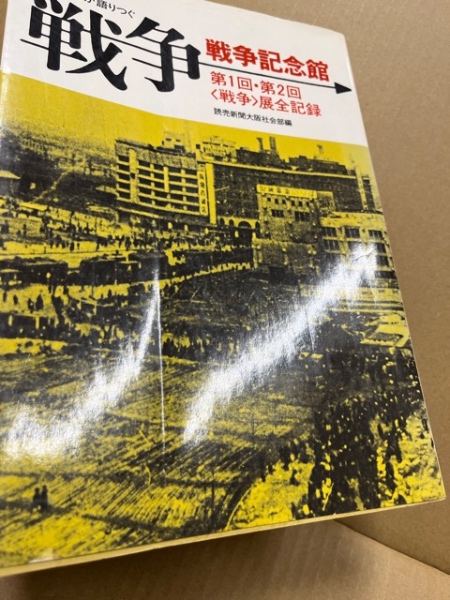 が語りつぐ
戦争
戦争記念館
第1回・第2回
〈戦争〉展全記録
読売新聞大阪社会部編